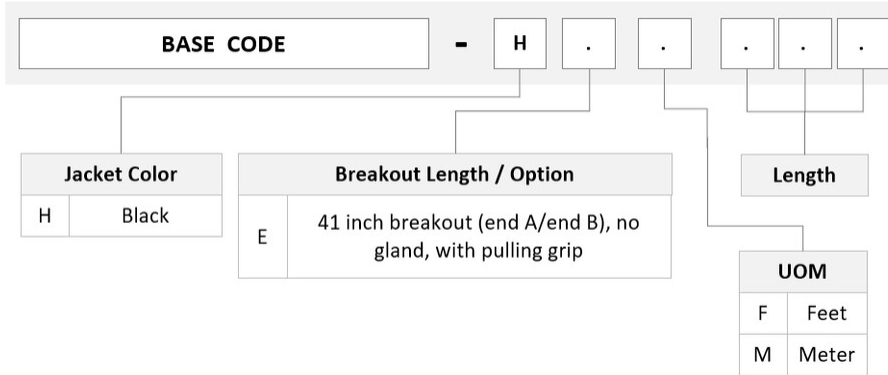 BASE CODE - H . . . . .
Jacket Color
H Black
Breakout Length / Option
E 41 inch breakout (end A/end B), no
gland, with pulling grip
Length
UOM
F Feet
M Meter